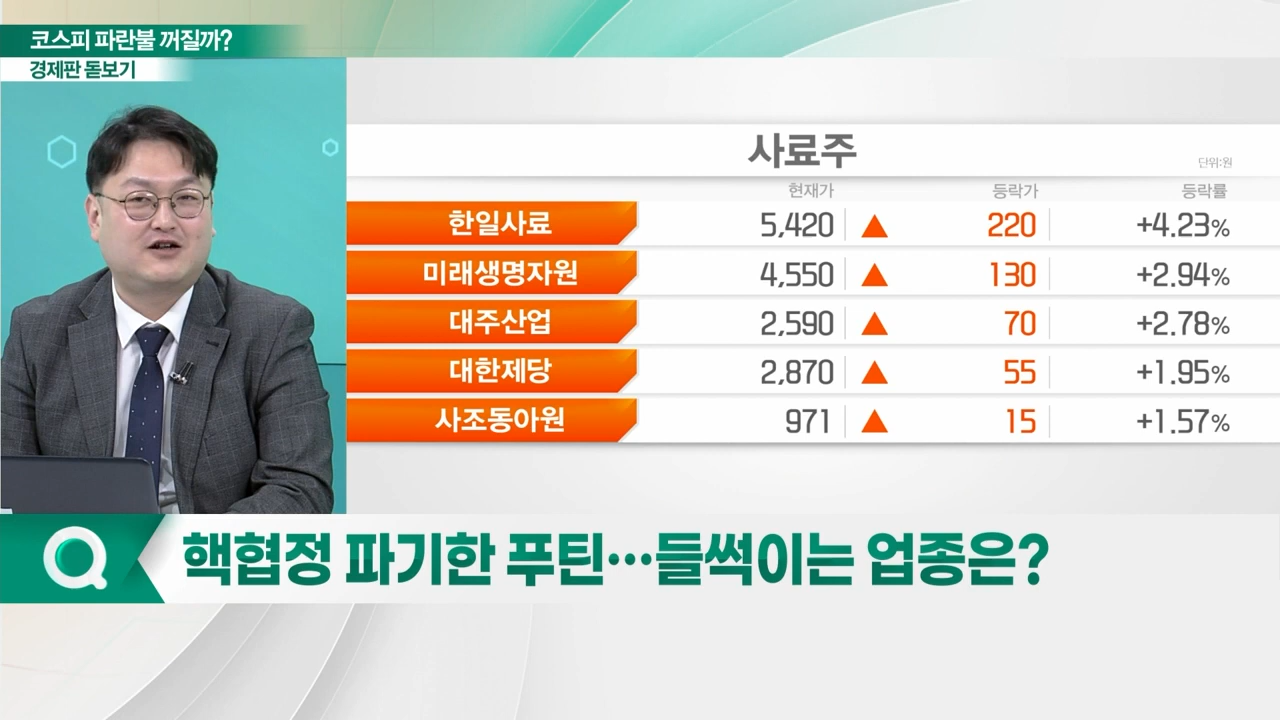 코스피 파란불 꺼질까?
경제판 돋보기
사료주
단위:원
현재가 등락가 등락률
한일사료 5,420 ▲ 220 +4.23%
미래생명자원 4,550 ▲ 130 +2.94%
대주산업 2,590 ▲ 70 +2.78%
대한제당 2,870 ▲ 55 +1.95%
사조동아원 971 ▲ 15 +1.57%
Q 핵협정 파기한 푸틴…들썩이는 업종은?